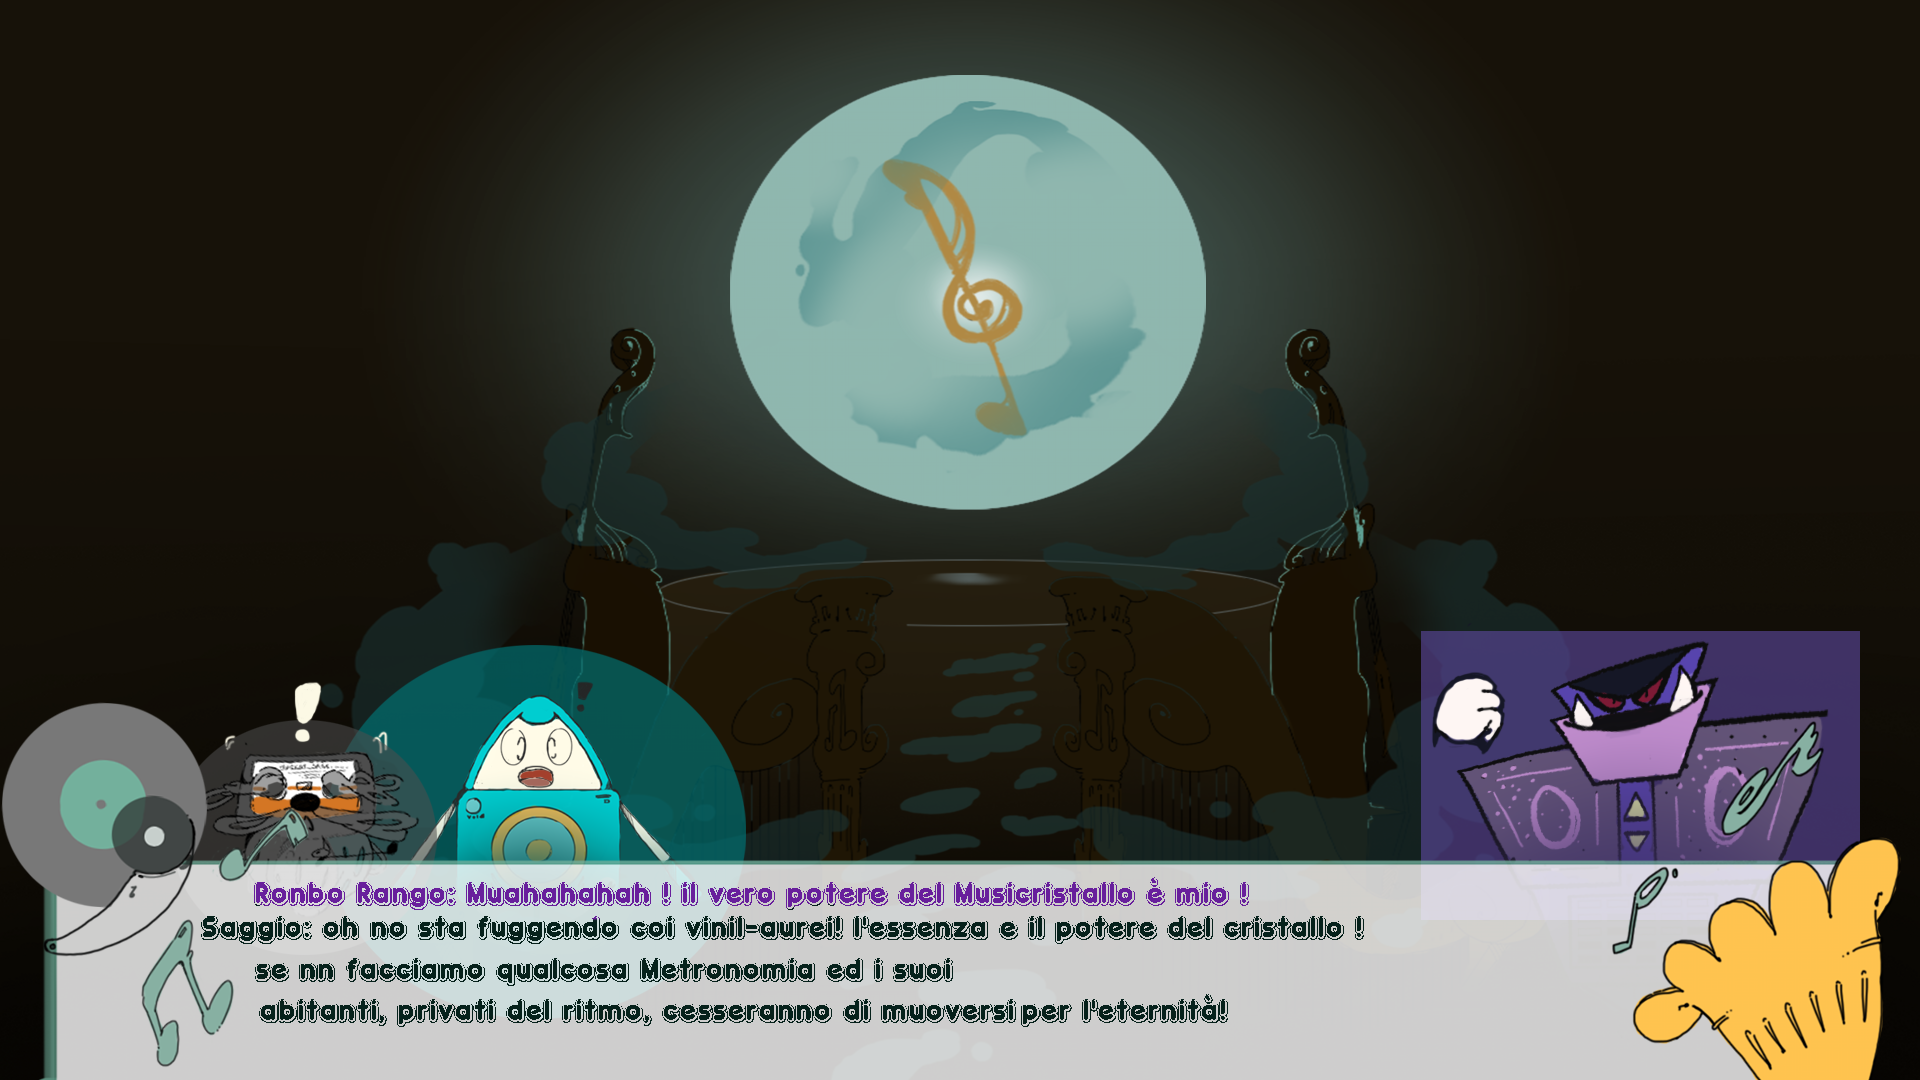 Ronbo Rango: Muahahahah ! il vero potere del Musicristallo è mio !
Saggio: oh no sta fuggendo coi vinil-aurei! l'essenza e il potere del cristallo !
se nn facciamo qualcosa Metronomia ed i suoi
abitanti, privati del ritmo, cesseranno di muoversi per l'eternità!